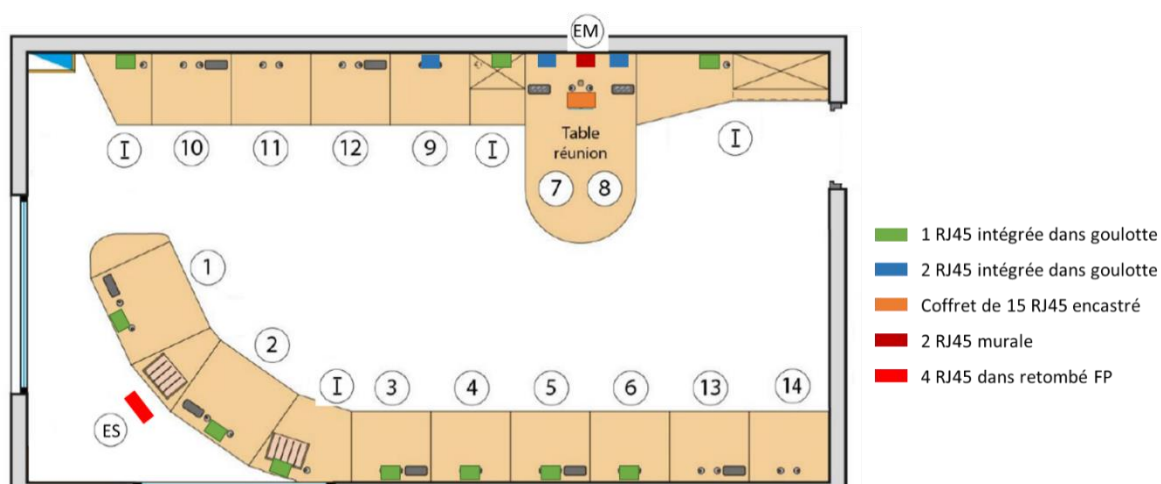 EM
I
10
11
12
9
I
Table
réunion
I
7
8
1
2
I
3
4
5
6
13
14
ES
1 RJ45 intégrée dans goulotte
2 RJ45 intégrée dans goulotte
Coffret de 15 RJ45 encastré
2 RJ45 murale
4 RJ45 dans retombé FP